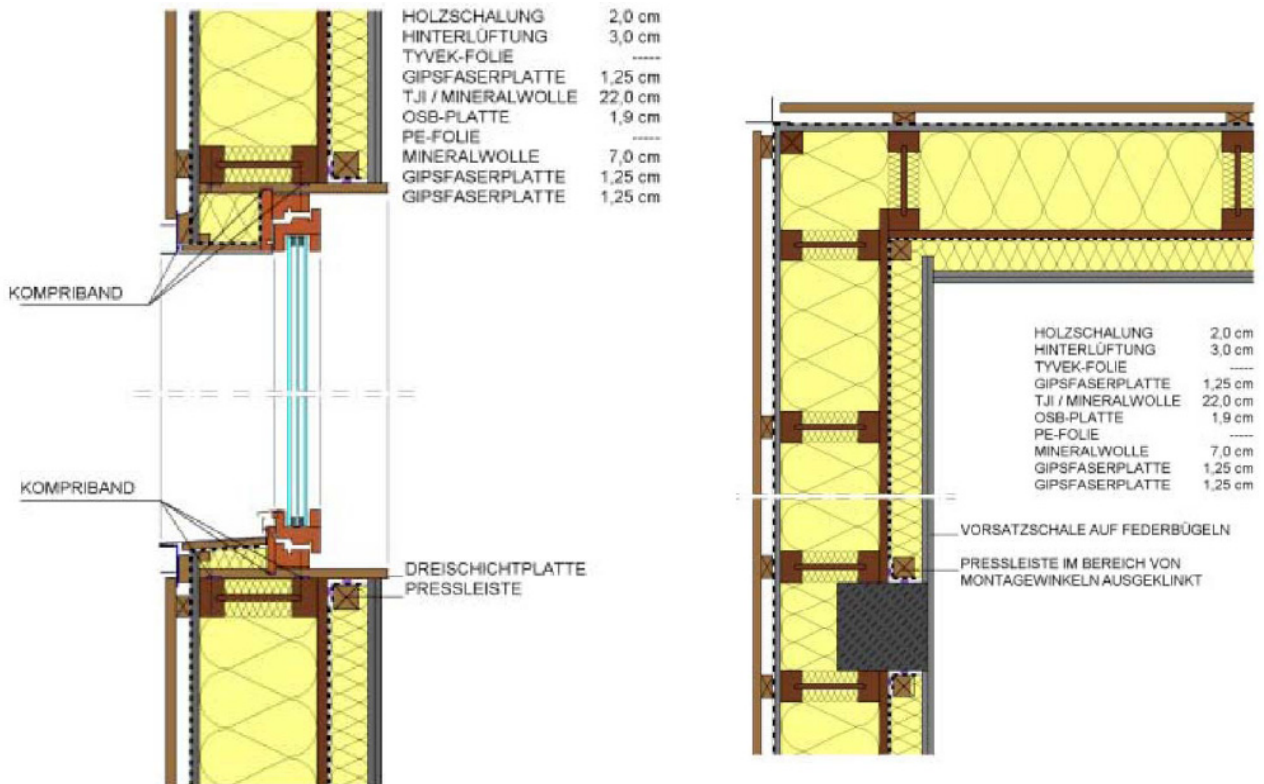 HOLZSCHALUNG 2,0 cm
HINTERLÜFTUNG 3,0 cm
TYVEK-FOLIE -----
GIPSFASERPLATTE 1,25 cm
TJI / MINERALWOLLE 22,0 cm
OSB-PLATTE 1,9 cm
PE-FOLIE -----
MINERALWOLLE 7,0 cm
GIPSFASERPLATTE 1,25 cm
GIPSFASERPLATTE 1,25 cm
KOMPRIBAND
KOMPRIBAND
DREISCHICHTPLATTE
PRESSLEISTE
HOLZSCHALUNG 2,0 cm
HINTERLÜFTUNG 3,0 cm
TYVEK-FOLIE -----
GIPSFASERPLATTE 1,25 cm
TJI / MINERALWOLLE 22,0 cm
OSB-PLATTE 1,9 cm
PE-FOLIE -----
MINERALWOLLE 7,0 cm
GIPSFASERPLATTE 1,25 cm
GIPSFASERPLATTE 1,25 cm
VORSATZSCHALE AUF FEDERBÜGELN
PRESSLEISTE IM BEREICH VON
MONTAGEWINKELN AUSGEKLINKT